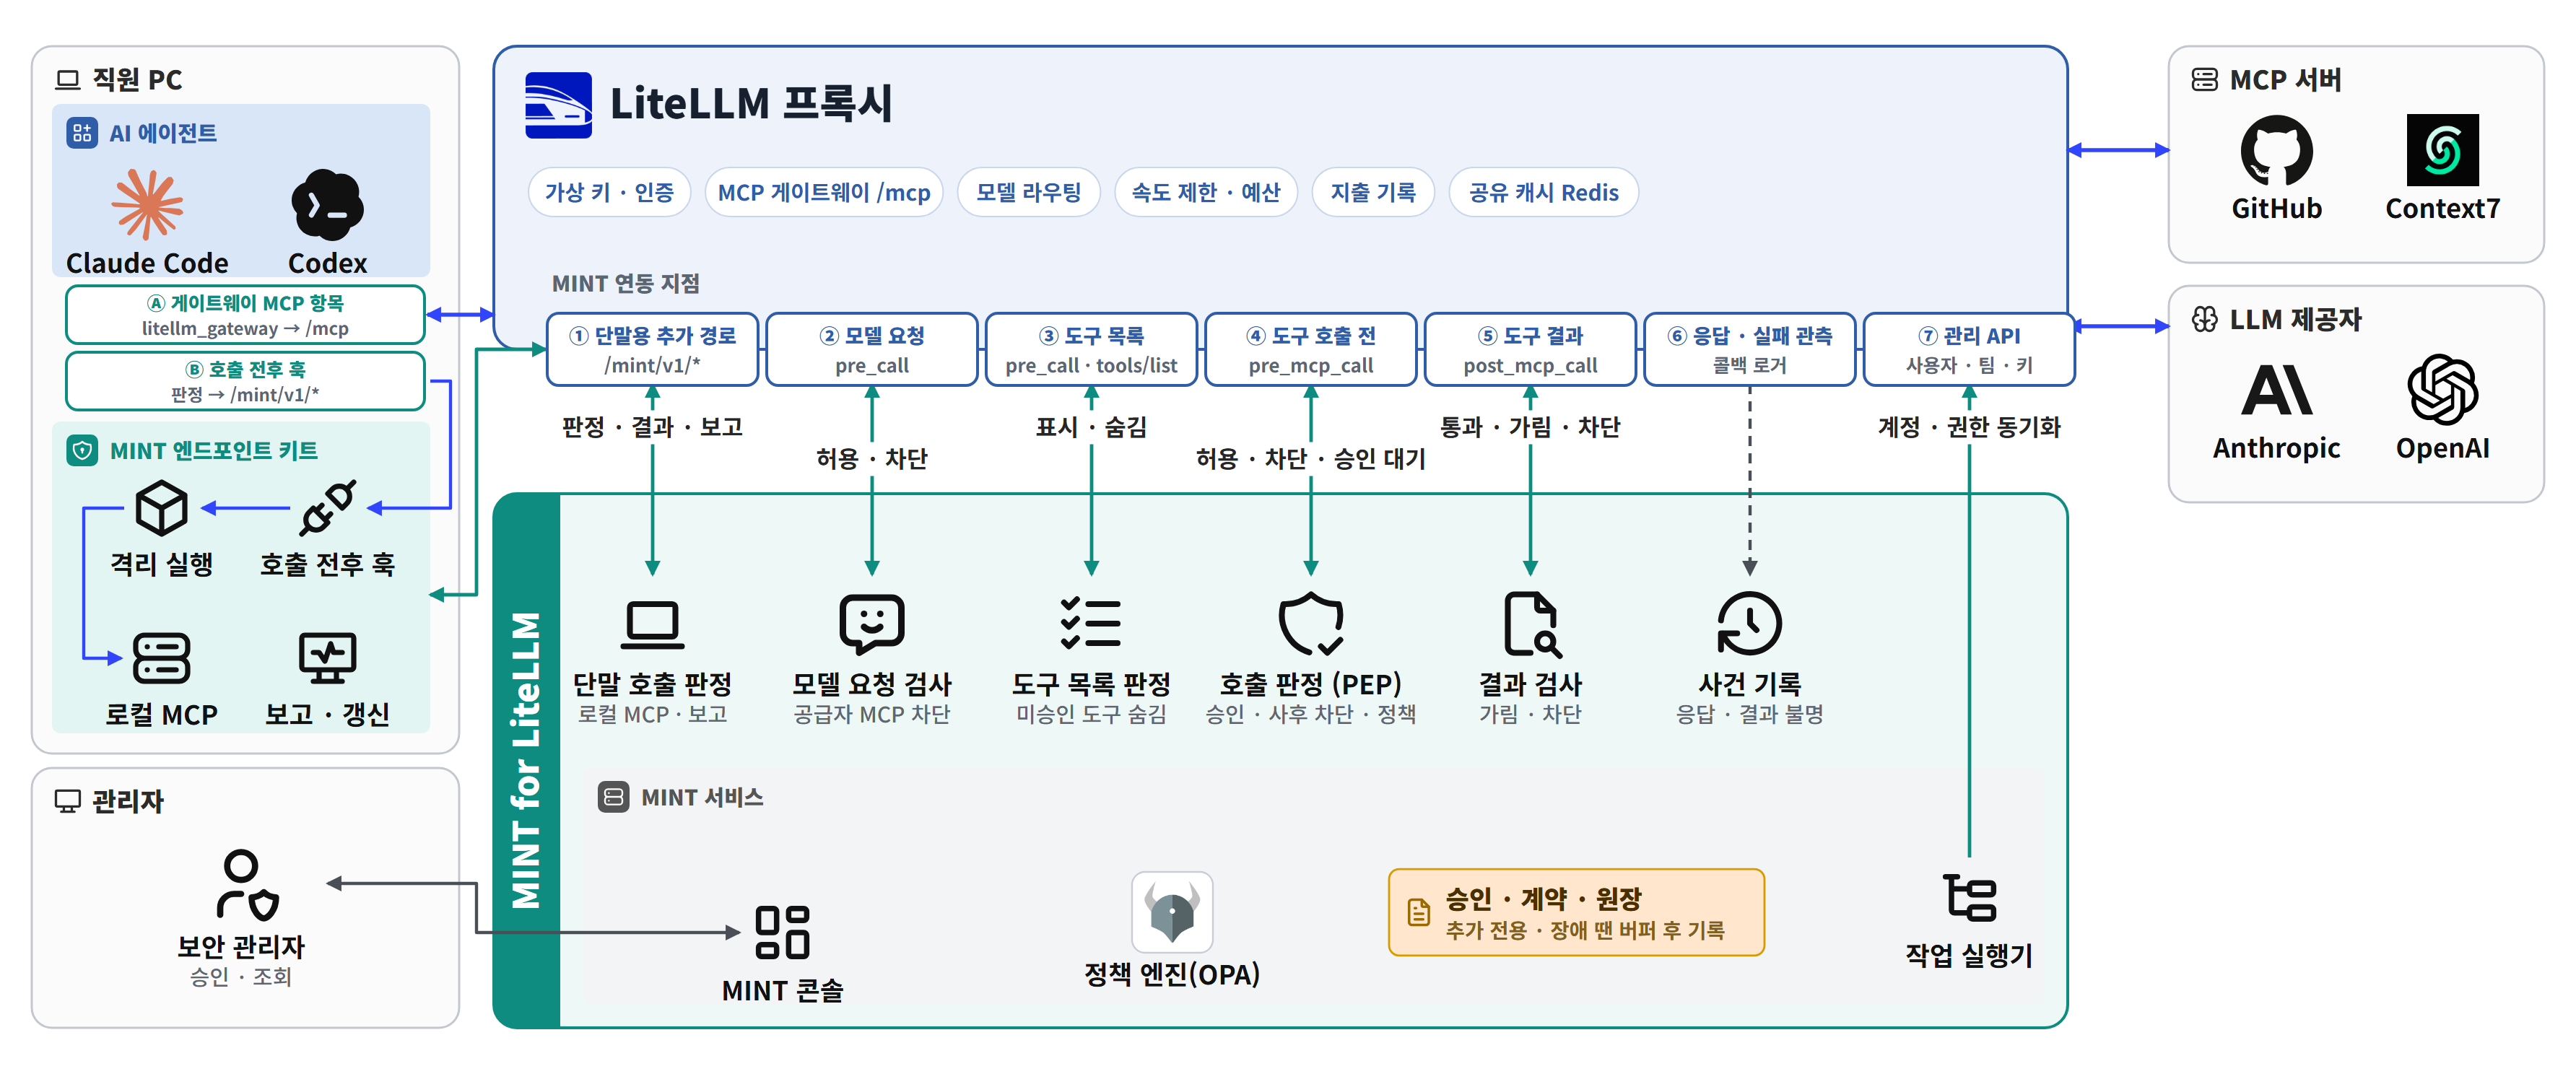 직원 PC
AI 에이전트
Claude Code
Codex
Ⓐ 게이트웨이 MCP 항목
litellm_gateway → /mcp
Ⓑ 호출 전후 훅
판정 → /mint/v1/*
MINT 엔드포인트 키트
격리 실행
호출 전후 훅
로컬 MCP
보고 · 갱신
관리자
보안 관리자
승인 · 조회
LiteLLM 프록시
가상 키 · 인증
MCP 게이트웨이 /mcp
모델 라우팅
속도 제한 · 예산
지출 기록
공유 캐시 Redis
MINT 연동 지점
① 단말용 추가 경로
/mint/v1/*
② 모델 요청
pre_call
③ 도구 목록
pre_call · tools/list
④ 도구 호출 전
pre_mcp_call
⑤ 도구 결과
post_mcp_call
⑥ 응답 · 실패 관측
콜백 로거
⑦ 관리 API
사용자 · 팀 · 키
판정 · 결과 · 보고
허용 · 차단
표시 · 숨김
허용 · 차단 · 승인 대기
통과 · 가림 · 차단
계정 · 권한 동기화
MINT for LiteLLM
단말 호출 판정
로컬 MCP · 보고
모델 요청 검사
공급자 MCP 차단
도구 목록 판정
미승인 도구 숨김
호출 판정 (PEP)
승인 · 사후 차단 · 정책
결과 검사
가림 · 차단
사건 기록
응답 · 결과 불명
MINT 서비스
MINT 콘솔
정책 엔진(OPA)
승인 · 계약 · 원장
추가 전용 · 장애 땐 버퍼 후 기록
작업 실행기
MCP 서버
GitHub
Context7
LLM 제공자
Anthropic
OpenAI